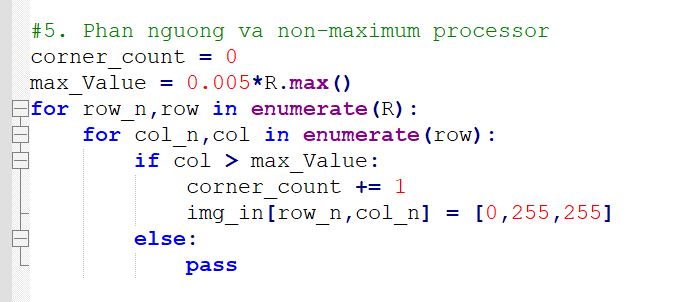 #5. Phan nguong va non-maximum processor
corner_count = 0
max_Value = 0.005*R.max()
for row_n,row in enumerate(R):
    for col_n,col in enumerate(row):
        if col > max_Value:
            corner_count += 1
            img_in[row_n,col_n] = [0,255,255]
        else:
            pass